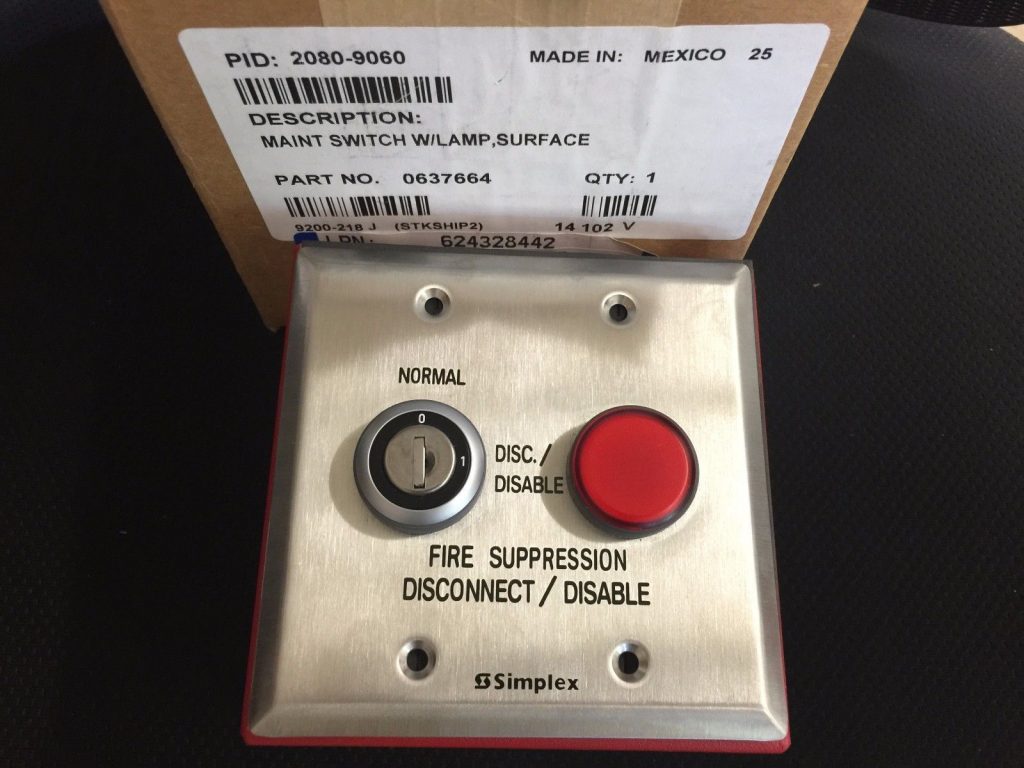 PID: 2080-9060
MADE IN: MEXICO 25
DESCRIPTION:
MAINT SWITCH W/LAMP,SURFACE
PART NO. 0637664
QTY: 1
9200-218 J (STKSHIP2)
14 102 V
LPN: 624328442
NORMAL
0
1
DISC./
DISABLE
FIRE SUPPRESSION
DISCONNECT/DISABLE
Simplex